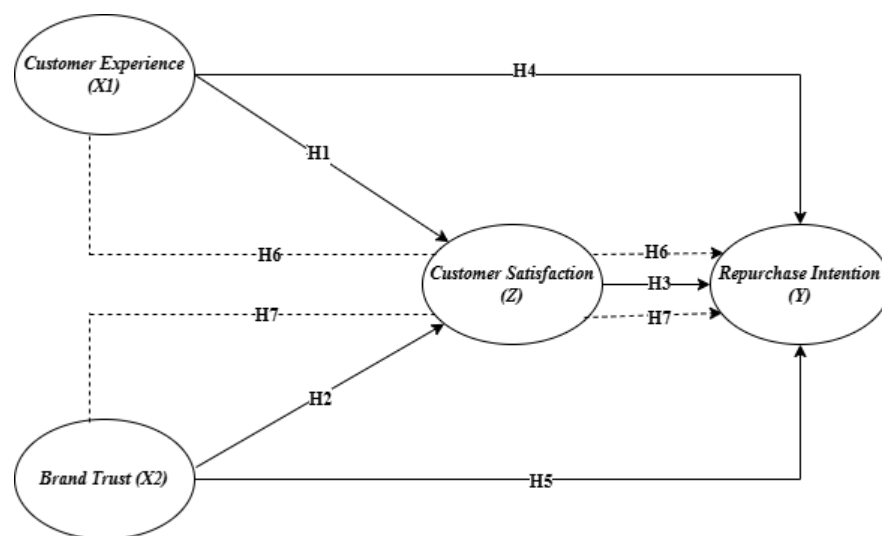 Customer Experience
(X1)
H4
H1
H6
H6
Customer Satisfaction
(Z)
H3
Repurchase Intention
(Y)
H7
H7
H2
Brand Trust (X2)
H5